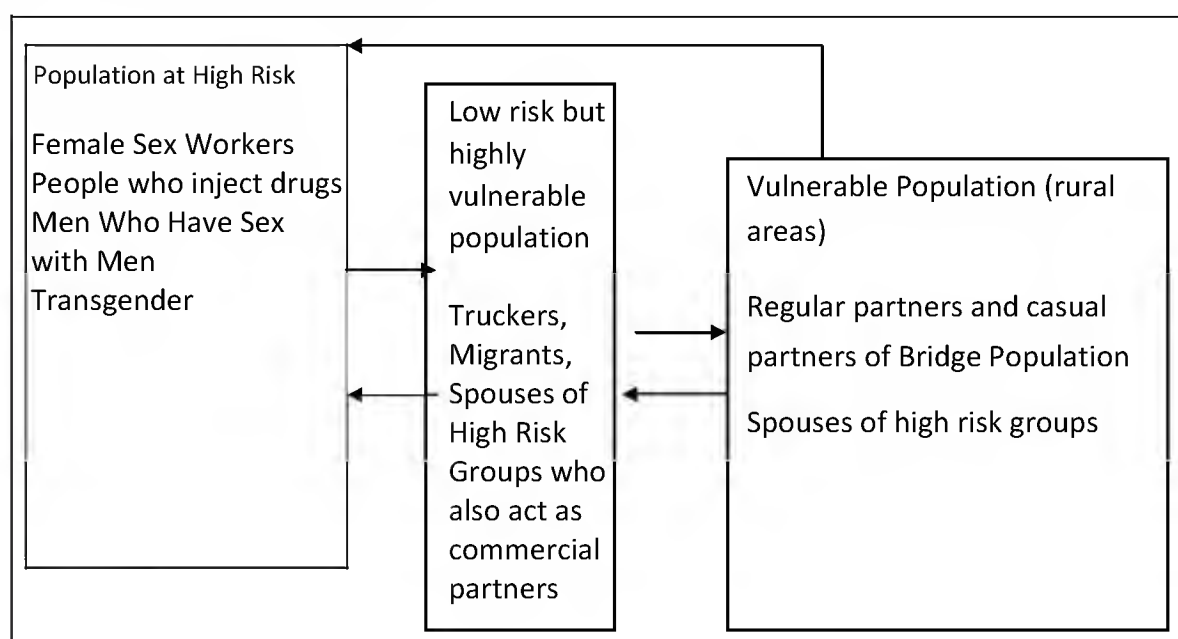 Population at High Risk
Female Sex Workers
People who inject drugs
Men Who Have Sex
with Men
Transgender
Low risk but
highly
vulnerable
population
Truckers,
Migrants,
Spouses of
High Risk
Groups who
also act as
commercial
partners
Vulnerable Population (rural
areas)
Regular partners and casual
partners of Bridge Population
Spouses of high risk groups